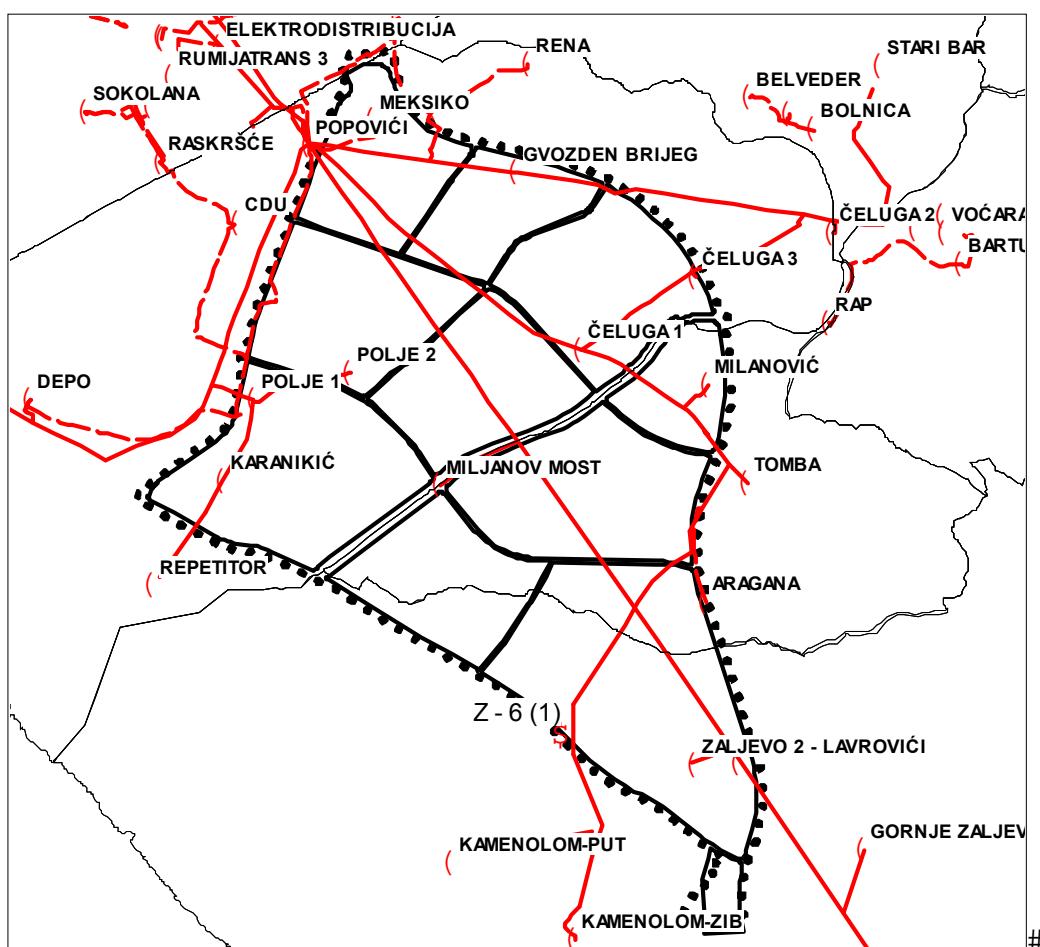 ELEKTRODISTRIBUCIJA
RENA
STARI BAR
RUMIJATRANS 3
BELVEDER
SOKOLANA
MEKSIKO
BOLNICA
POPOVIĆI
RASKRŠĆE
GVOZDEN BRIJEG
CDU
ČELUGA 2
VOĆARA
BARTU
ČELUGA 3
RAP
ČELUGA 1
POLJE 2
MILANOVIĆ
DEPO
POLJE 1
KARANIKIĆ
MILJANOV MOST
TOMBA
REPETITOR
ARAGANA
Z - 6 (1)
ZALJEVO 2 - LAVROVIĆI
GORNJE ZALJEV
KAMENOLOM-PUT
KAMENOLOM-ZIB
#